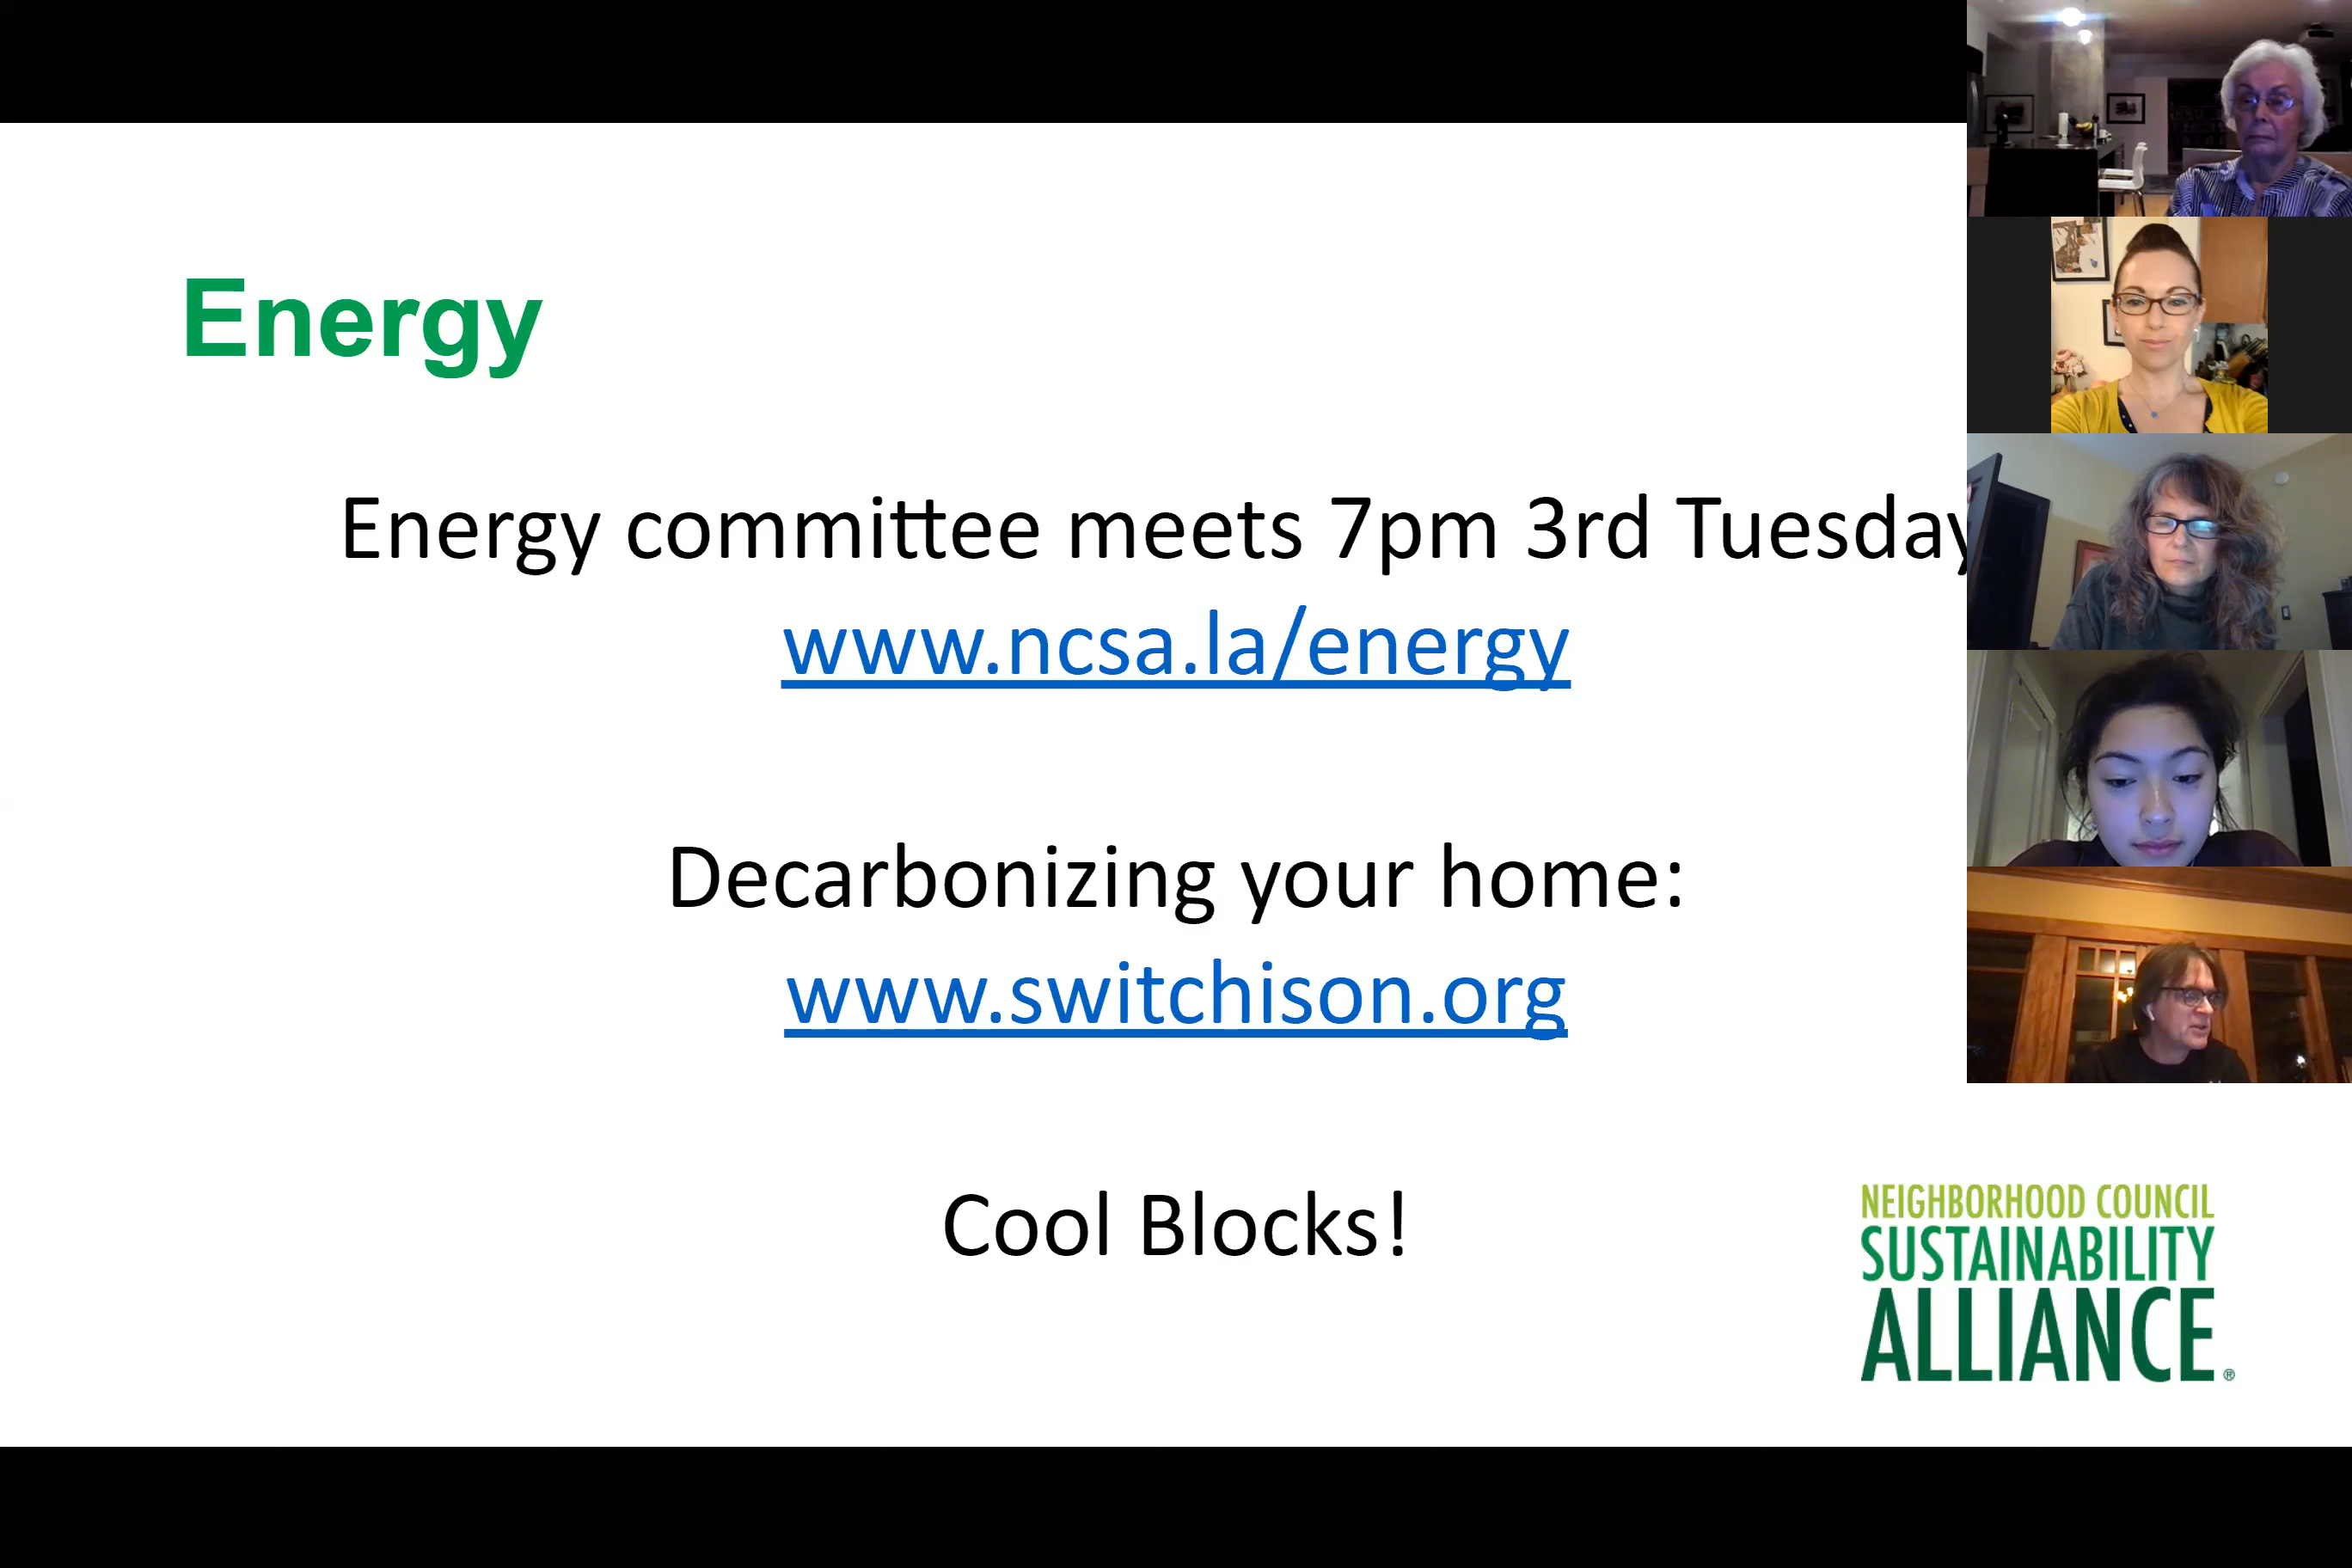 Energy
Energy committee meets 7pm 3rd Tuesday
www.ncsa.la/energy
Decarbonizing your home:
www.switchison.org
Cool Blocks!
NEIGHBORHOOD COUNCIL
SUSTAINABILITY
ALLIANCE®